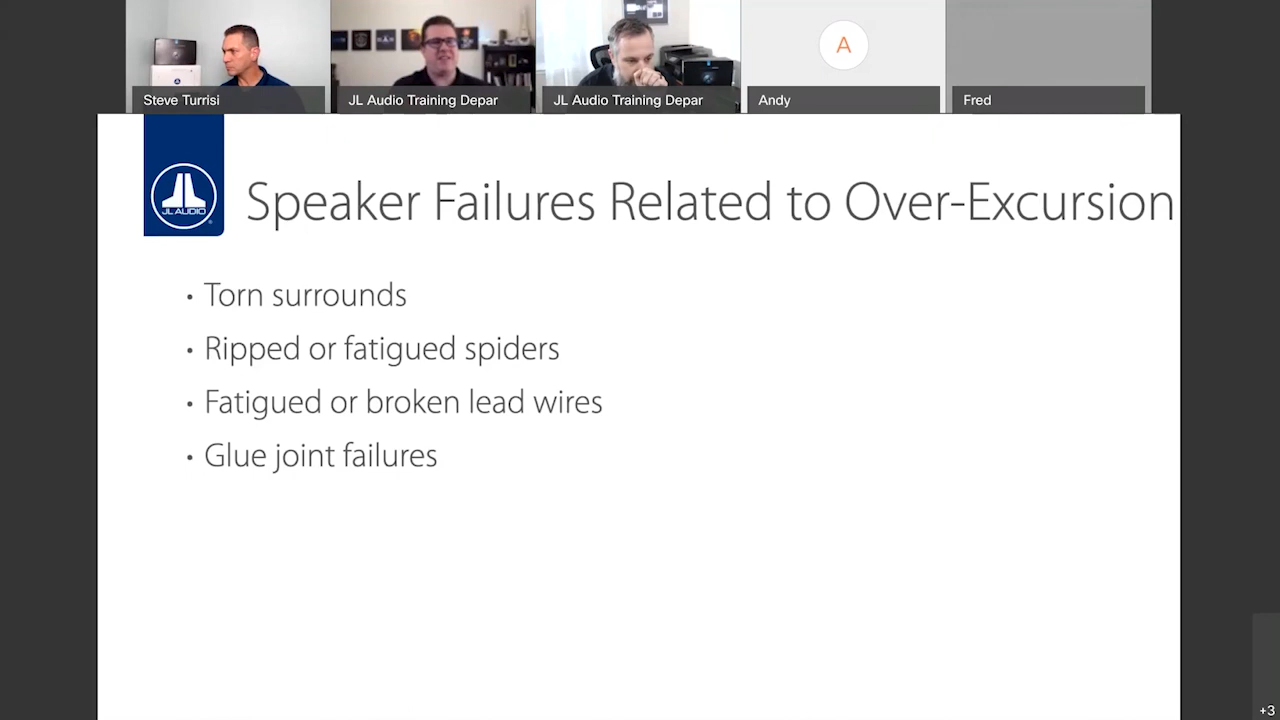 Steve Turrisi
JL Audio Training Depar
JL Audio Training Depar
A
Andy
Fred
JL AUDIO
®
Speaker Failures Related to Over-Excursion
• Torn surrounds
• Ripped or fatigued spiders
• Fatigued or broken lead wires
• Glue joint failures
+3